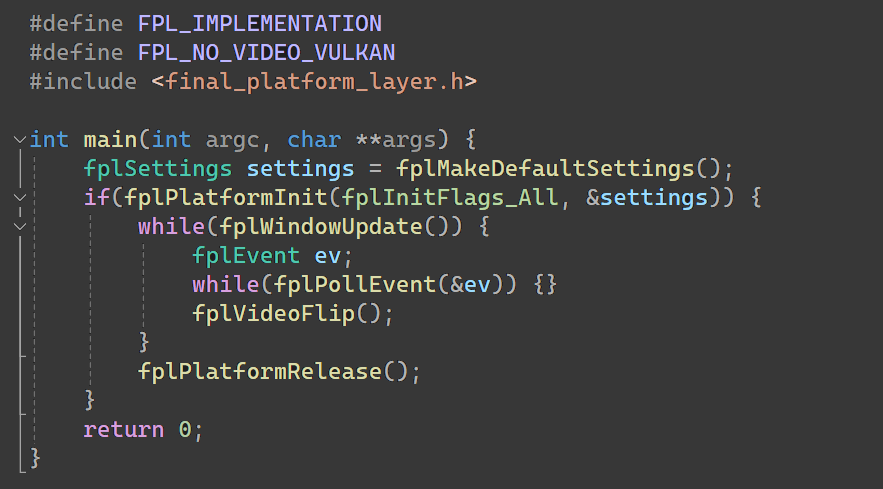 #define FPL_IMPLEMENTATION
#define FPL_NO_VIDEO_VULKAN
#include <final_platform_layer.h>

int main(int argc, char **args) {
    fplSettings settings = fplMakeDefaultSettings();
    if(fplPlatformInit(fplInitFlags_All, &settings)) {
        while(fplWindowUpdate()) {
            fplEvent ev;
            while(fplPollEvent(&ev)) {}
            fplVideoFlip();
        }
        fplPlatformRelease();
    }
    return 0;
}